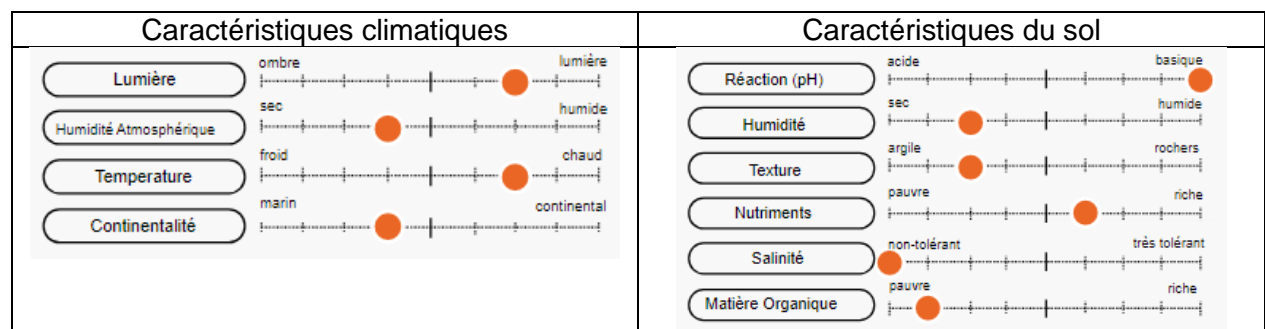 Caractéristiques climatiques
Lumière
ombre
lumière
Humidité Atmosphérique
sec
humide
Temperature
froid
chaud
Continentalité
marin
continental
Caractéristiques du sol
Réaction (pH)
acide
basique
Humidité
sec
humide
Texture
argile
rochers
Nutriments
pauvre
riche
Salinité
non-tolérant
très tolérant
Matière Organique
pauvre
riche